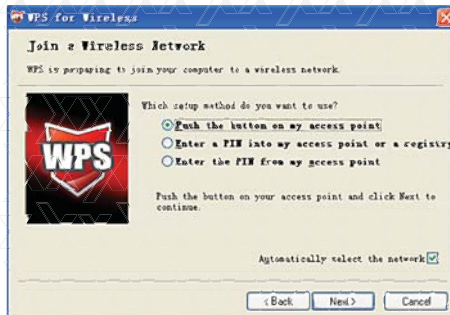 WPS for Wireless
Join a Wireless Network
WPS is preparing to join your computer to a wireless network.
Which setup method do you want to use?
Push the button on my access point
Enter a PIN into my access point or a registry
Enter the PIN from my access point
WPS
Push the button on your access point and click Next to
continue.
Automatically select the network
< Back
Next >
Cancel